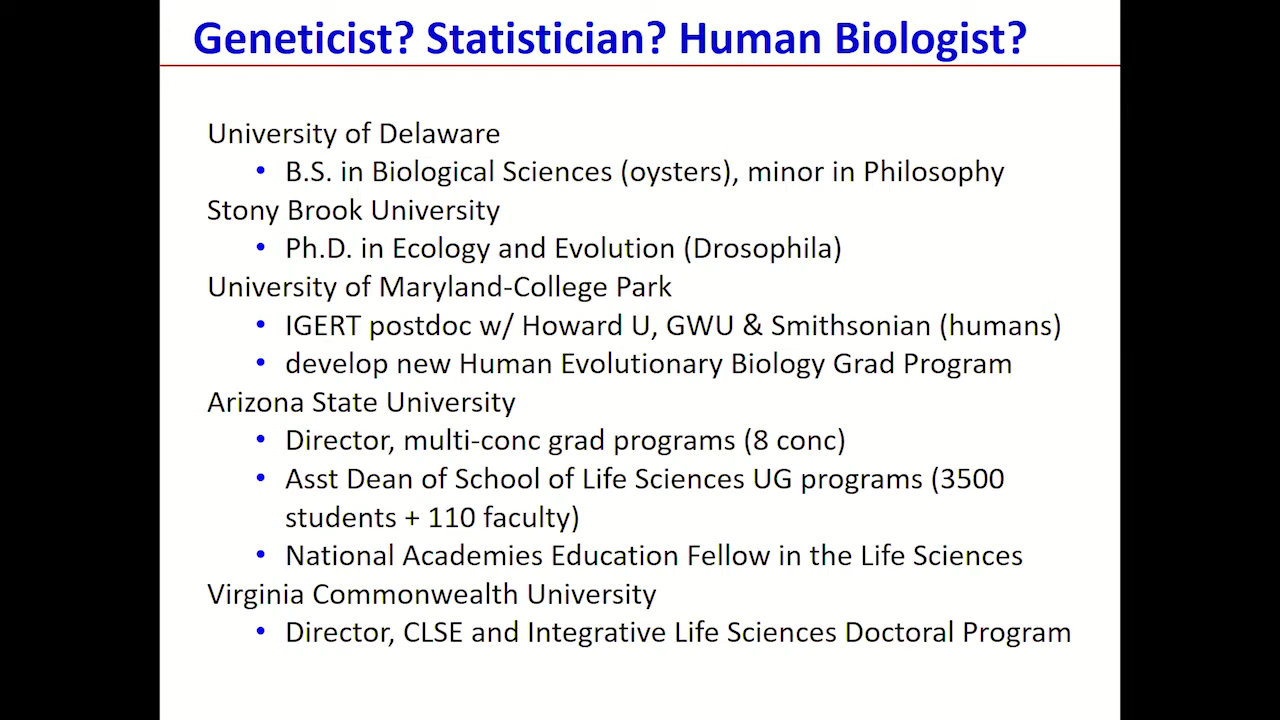 Geneticist? Statistician? Human Biologist?
University of Delaware
• B.S. in Biological Sciences (oysters), minor in Philosophy
Stony Brook University
• Ph.D. in Ecology and Evolution (Drosophila)
University of Maryland-College Park
• IGERT postdoc w/ Howard U, GWU & Smithsonian (humans)
• develop new Human Evolutionary Biology Grad Program
Arizona State University
• Director, multi-conc grad programs (8 conc)
• Asst Dean of School of Life Sciences UG programs (3500
students + 110 faculty)
• National Academies Education Fellow in the Life Sciences
Virginia Commonwealth University
• Director, CLSE and Integrative Life Sciences Doctoral Program